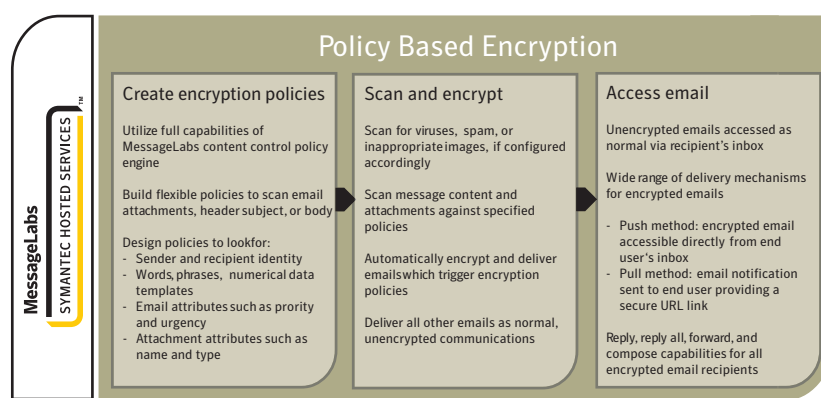 Policy Based Encryption
MessageLabs
SYMANTEC HOSTED SERVICES™
Create encryption policies
Utilize full capabilities of
MessageLabs content control policy
engine
Build flexible policies to scan email
attachments, header subject, or body
Design policies to lookfor:
- Sender and recipient identity
- Words, phrases, numerical data
templates
- Email attributes such as prority
and urgency
- Attachment attributes such as
name and type
Scan and encrypt
Scan for viruses, spam, or
inappropriate images, if configured
accordingly
Scan message content and
attachments against specified
policies
Automatically encrypt and deliver
emails which trigger encryption
policies
Deliver all other emails as normal,
unencrypted communications
Access email
Unencrypted emails accessed as
normal via recipient's inbox
Wide range of delivery mechanisms
for encrypted emails
- Push method: encrypted email
accessible directly from end
user's inbox
- Pull method: email notification
sent to end user providing a
secure URL link
Reply, reply all, forward, and
compose capabilities for all
encrypted email recipients